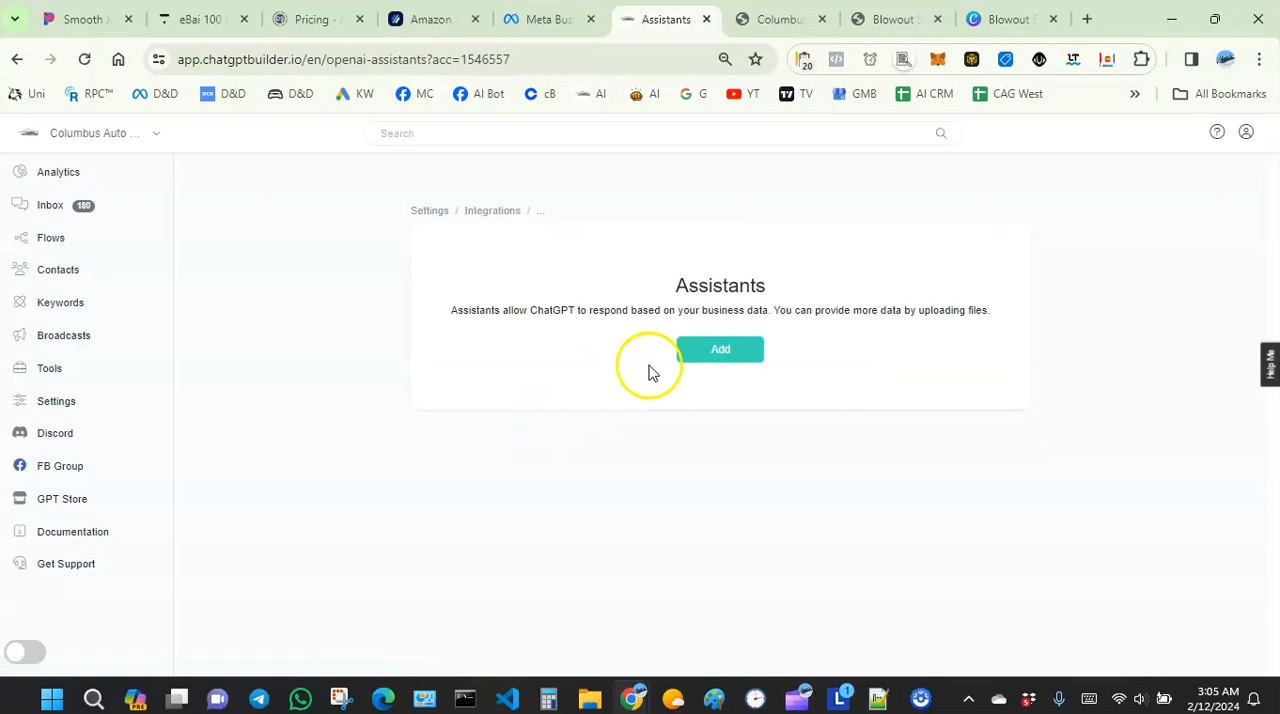 Smooth
eBai 100
Pricing - A
Amazon.
Meta Bus
Assistants
Columbus
Blowout S
Blowout S
app.chatgptbuilder.io/en/openai-assistants?acc=1546557
20
Uni
RPC™
D&D
D&D
D&D
KW
MC
AI Bot
cB
AI
AI
G
YT
TV
GMB
AI CRM
CAG West
All Bookmarks
Columbus Auto ...
Search
Analytics
Inbox 180
Flows
Contacts
Keywords
Broadcasts
Tools
Settings
Discord
FB Group
GPT Store
Documentation
Get Support
Settings / Integrations / ...
Assistants
Assistants allow ChatGPT to respond based on your business data. You can provide more data by uploading files.
Add
Help Me
3:05 AM
2/12/2024